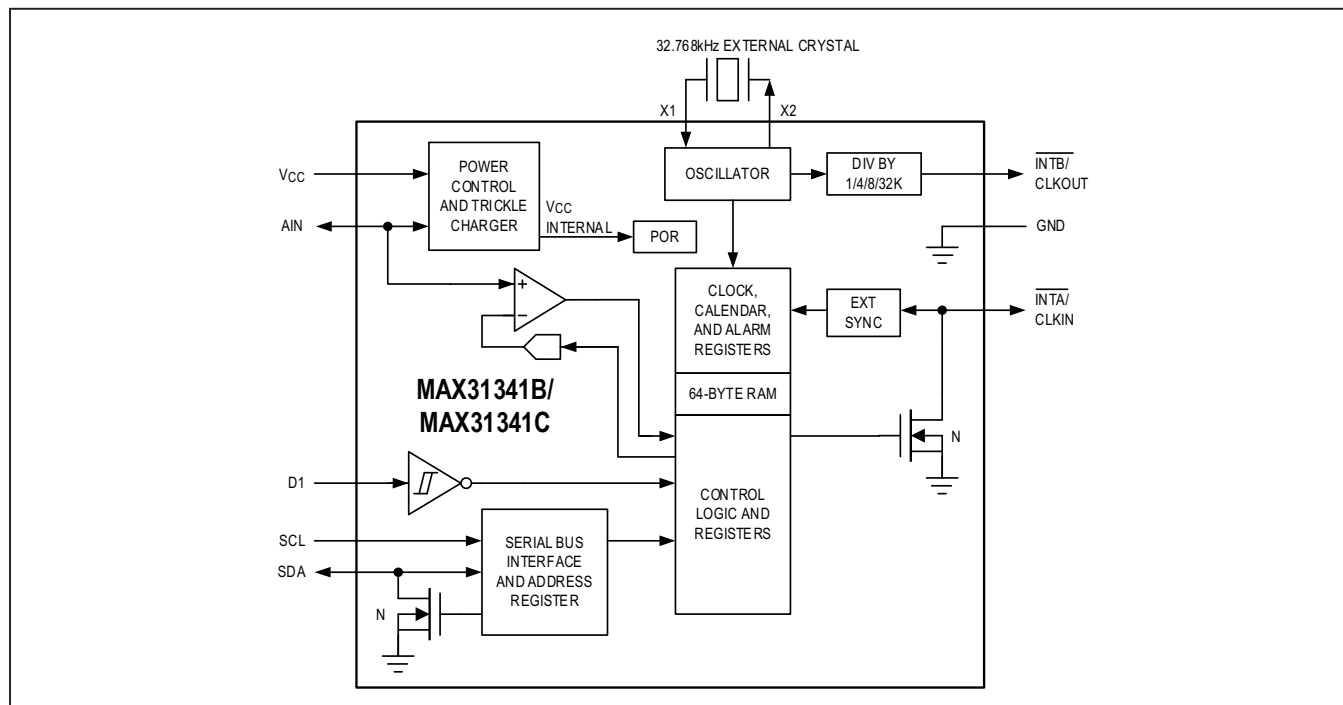 32.768kHz EXTERNAL CRYSTAL
X1
X2
VCC
AIN
POWER
CONTROL
AND TRICKLE
CHARGER
VCC
INTERNAL
POR
OSCILLATOR
DIV BY
1/4/8/32K
INTB/
CLKOUT
GND
+
−
CLOCK,
CALENDAR,
AND ALARM
REGISTERS
EXT
SYNC
INTA/
CLKIN
MAX31341B/
MAX31341C
64-BYTE RAM
N
D1
CONTROL
LOGIC AND
REGISTERS
SCL
SDA
SERIAL BUS
INTERFACE
AND ADDRESS
REGISTER
N